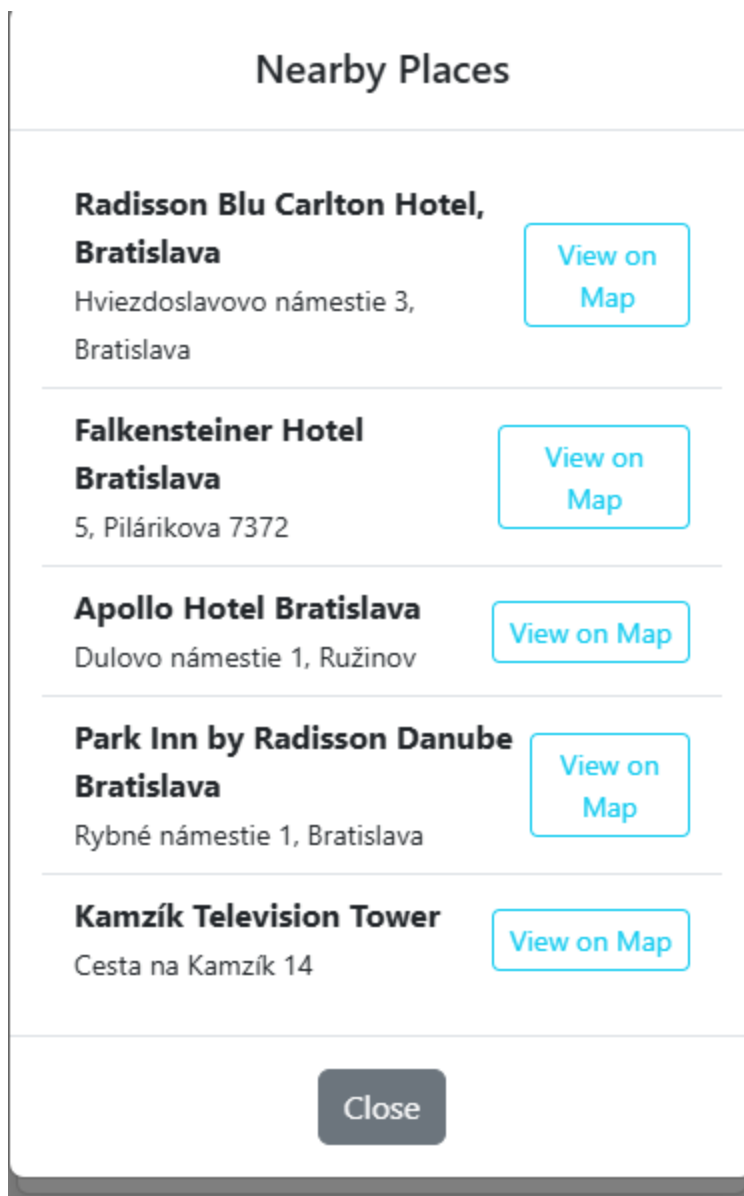 Nearby Places
Radisson Blu Carlton Hotel,
Bratislava
Hviezdoslavovo námestie 3,
Bratislava
View on
Map
Falkensteiner Hotel
Bratislava
5, Pilárikova 7372
View on
Map
Apollo Hotel Bratislava
Dulovo námestie 1, Ružinov
View on Map
Park Inn by Radisson Danube
Bratislava
Rybné námestie 1, Bratislava
View on
Map
Kamzík Television Tower
Cesta na Kamzík 14
View on Map
Close